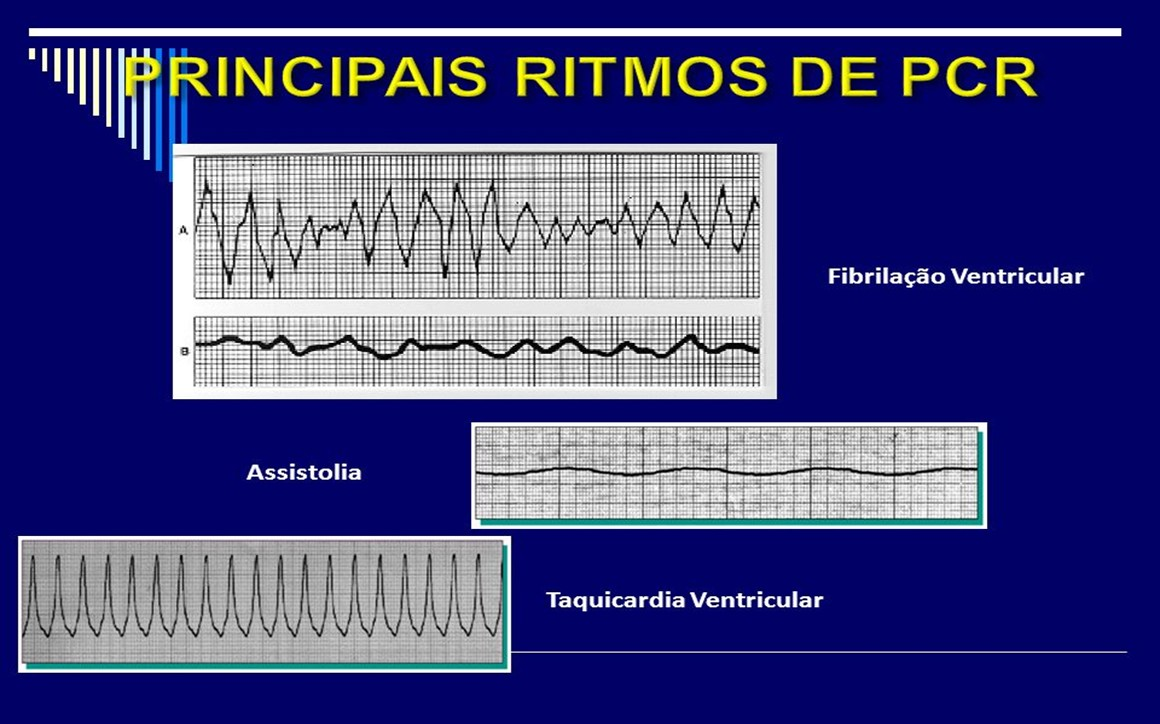 PRINCIPAIS RITMOS DE PCR
A
Fibrilação Ventricular
B
Assistolia
Taquicardia Ventricular